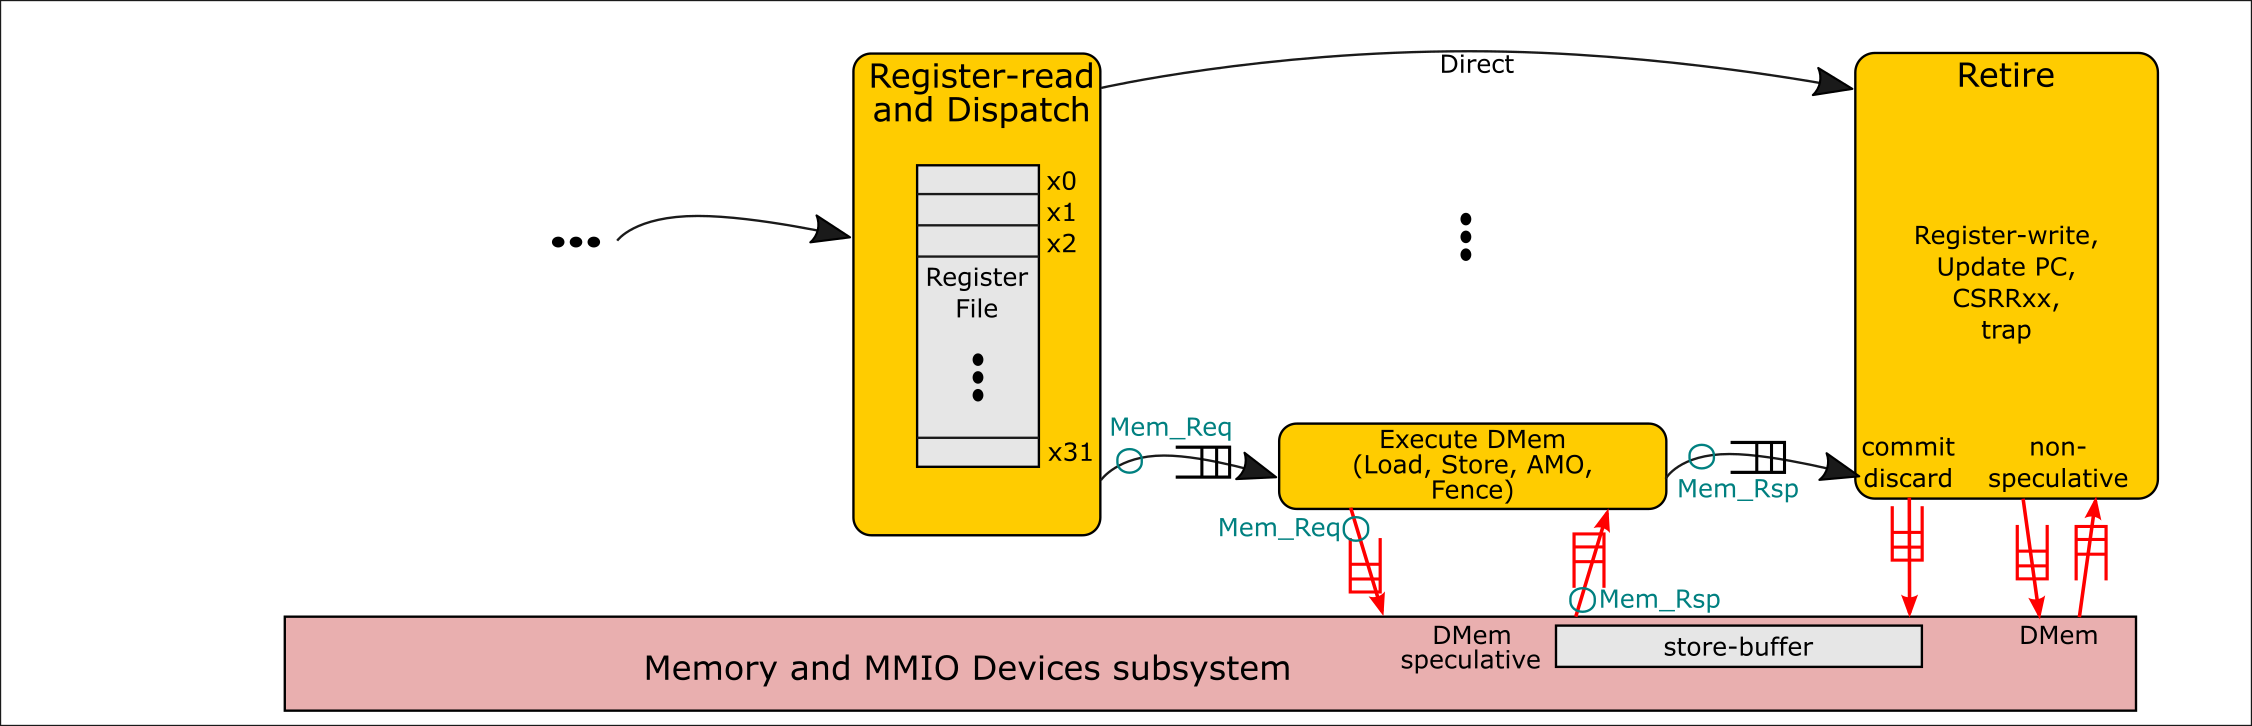 Register-read
and Dispatch
x0
x1
x2
Register
File
x31
Direct
Retire
Register-write,
Update PC,
CSRRxx,
trap
commit
discard
non-
speculative
Mem_Req
Execute DMem
(Load, Store, AMO,
Fence)
Mem_Rsp
Mem_Req
Mem_Rsp
Memory and MMIO Devices subsystem
DMem
speculative
store-buffer
DMem